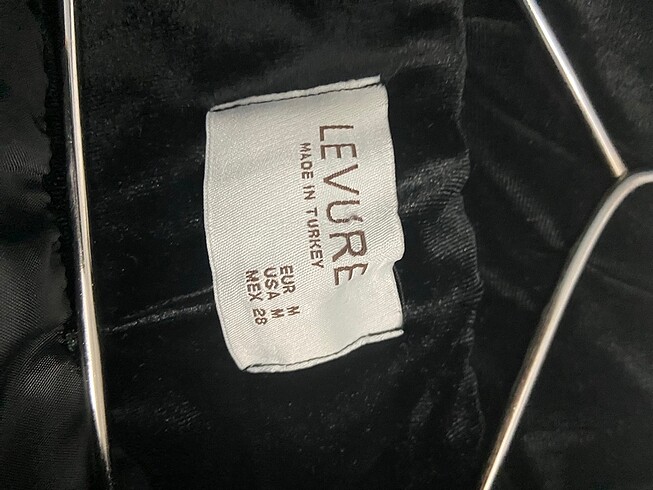 LEVURE
MADE IN TURKEY
EUR M
USA M
MEX 28